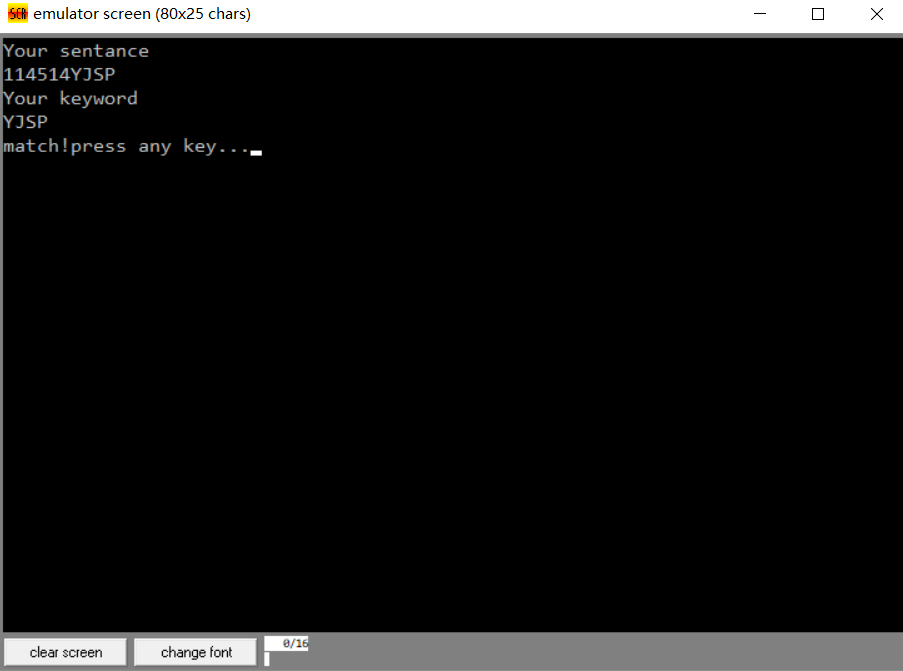 emulator screen (80x25 chars)
Your sentance
114514YJSP
Your keyword
YJSP
match!press any key...
clear screen
change font
0/16